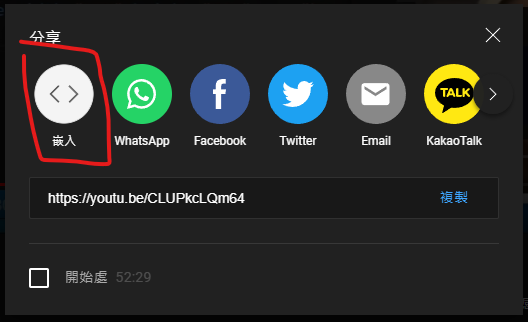 分享
嵌入
WhatsApp
Facebook
Twitter
Email
TALK
KakaoTalk
https://youtu.be/CLUPkcLQm64
複製
開始處 52:29